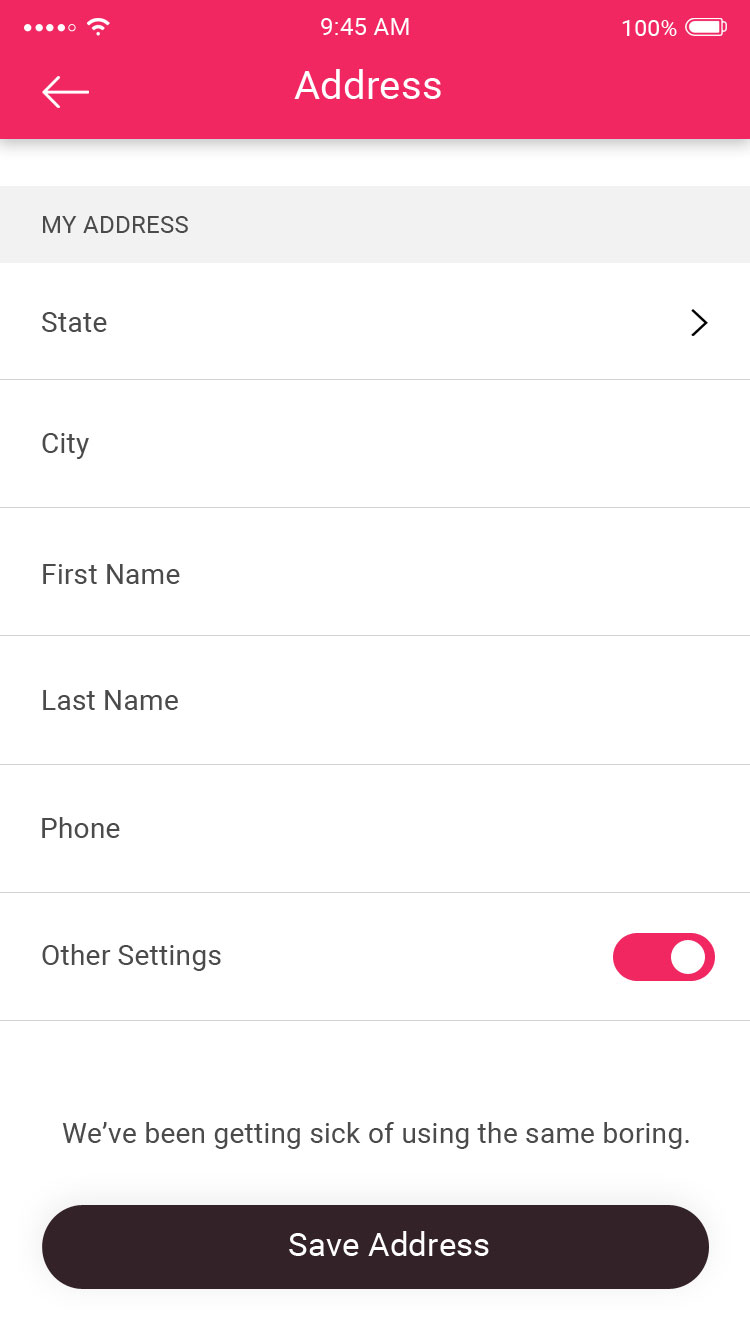 9:45 AM
100%
Address
MY ADDRESS
State
City
First Name
Last Name
Phone
Other Settings
We’ve been getting sick of using the same boring.
Save Address